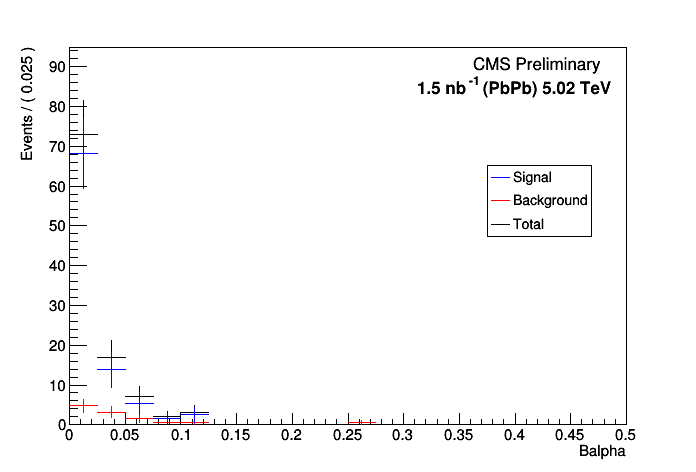 CMS Preliminary
1.5 nb-1 (PbPb) 5.02 TeV
Events / ( 0.025 )
90
80
70
60
50
40
30
20
10
0
Signal
Background
Total
0 0.05 0.1 0.15 0.2 0.25 0.3 0.35 0.4 0.45 0.5
Balpha